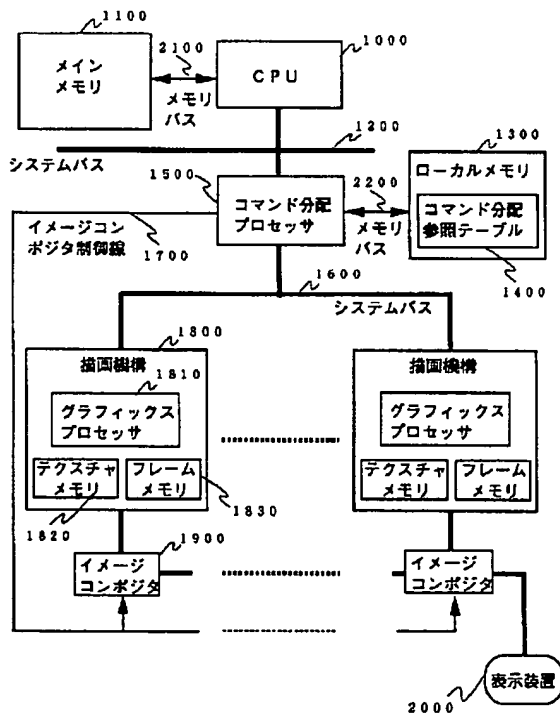 1100
メイン
メモリ
2100
メモリ
バス
1000
CPU
1200
システムバス
1500
コマンド分配
プロセッサ
2200
メモリ
バス
1300
ローカルメモリ
コマンド分配
参照テーブル
1400
イメージコン
ポジタ制御線
1700
1600
システムバス
1800
描画機構
1810
グラフィックス
プロセッサ
テクスチャ
メモリ
フレーム
メモリ
1820
1830
描画機構
グラフィックス
プロセッサ
テクスチャ
メモリ
フレーム
メモリ
1900
イメージ
コンポジタ
イメージ
コンポジタ
2000
表示装置